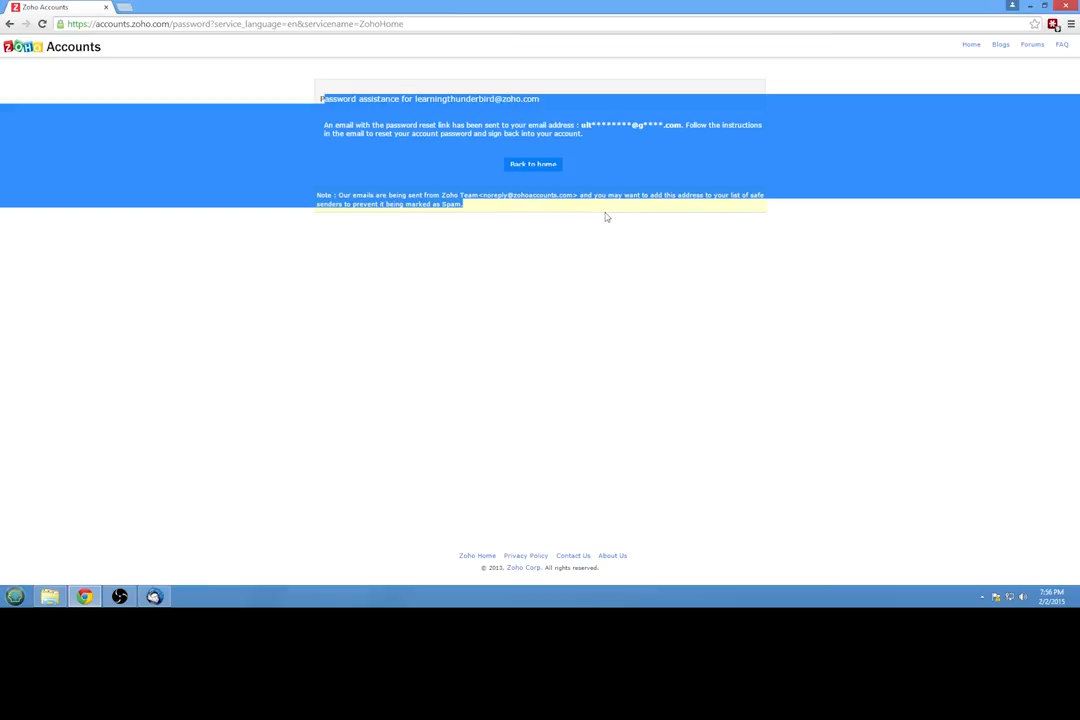 Zoho Accounts
https://accounts.zoho.com/password?service_language=en&servicename=ZohoHome
ZOHO Accounts
Home Blogs Forums FAQ
Password assistance for learningthunderbird@zoho.com
An email with the password reset link has been sent to your email address : ult********@g****.com. Follow the instructions
in the email to reset your account password and sign back into your account.
Back to home
Note : Our emails are being sent from Zoho Team<noreply@zohoaccounts.com> and you may want to add this address to your list of safe
senders to prevent it being marked as Spam.
Zoho Home Privacy Policy Contact Us About Us
© 2013, Zoho Corp. All rights reserved.
7:56 PM
2/2/2015